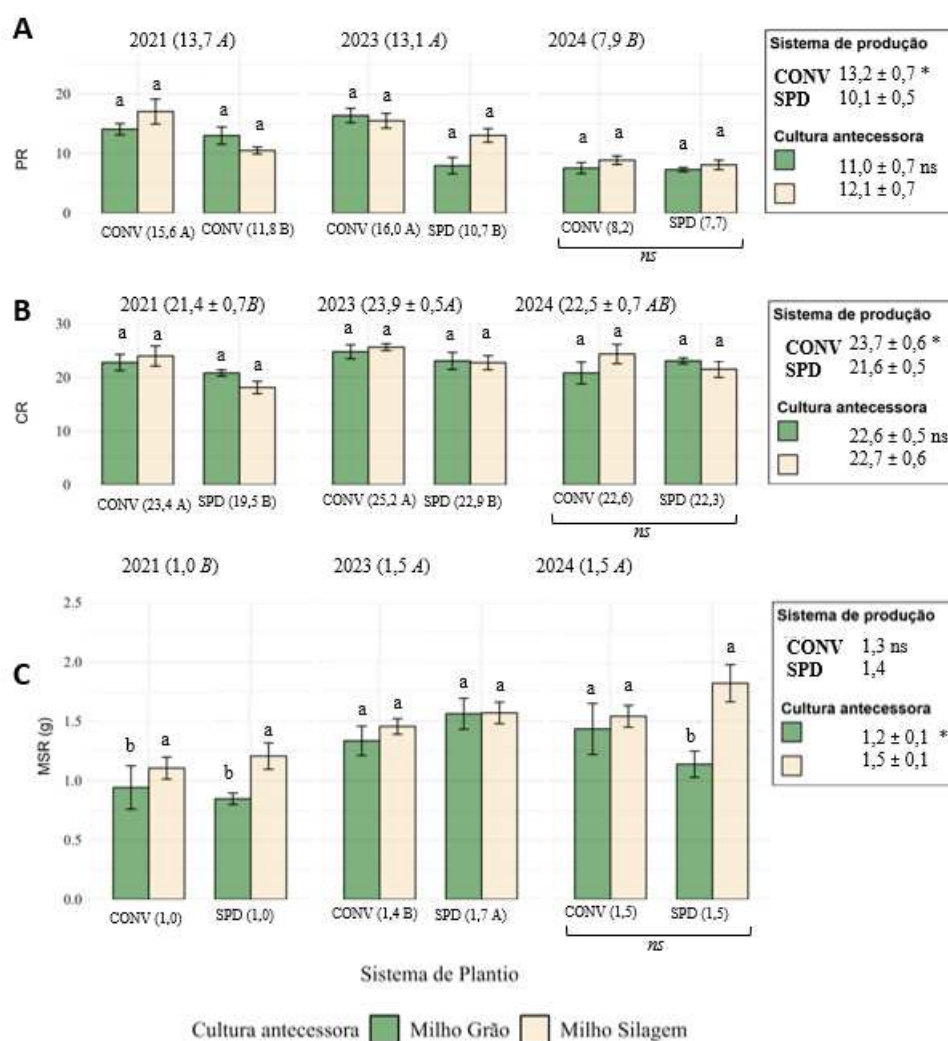 A
2021 (13,7 A) 2023 (13,1 A) 2024 (7,9 B)
PR
20
10
0
a a a a a a a a a a a a
CONV (15,6 A) CONV (11,8 B) CONV (16,0 A) SPD (10,7 B) CONV (8,2) SPD (7,7)
ns
Sistema de produção
CONV 13,2 ± 0,7 *
SPD 10,1 ± 0,5
Cultura antecessora
11,0 ± 0,7 ns
12,1 ± 0,7
B
2021 (21,4 ± 0,7B) 2023 (23,9 ± 0,5A) 2024 (22,5 ± 0,7 AB)
CR
30
20
10
0
a a a a a a a a a a a a
CONV (23,4 A) SPD (19,5 B) CONV (25,2 A) SPD (22,9 B) CONV (22,6) SPD (22,3)
ns
Sistema de produção
CONV 23,7 ± 0,6 *
SPD 21,6 ± 0,5
Cultura antecessora
22,6 ± 0,5 ns
22,7 ± 0,6
C
2021 (1,0 B) 2023 (1,5 A) 2024 (1,5 A)
MSR (g)
2.5
2.0
1.5
1.0
0.5
0.0
b a b a a a a a a a b a
CONV (1,0) SPD (1,0) CONV (1,4 B) SPD (1,7 A) CONV (1,5) SPD (1,5)
ns
Sistema de produção
CONV 1,3 ns
SPD 1,4
Cultura antecessora
1,2 ± 0,1 *
1,5 ± 0,1
Sistema de Plantio
Cultura antecessora Milho Grão Milho Silagem